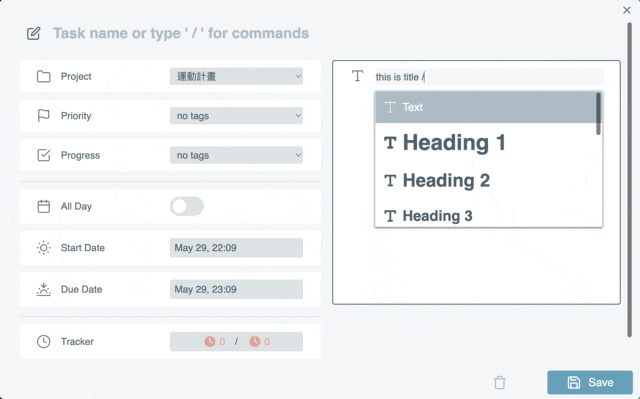 Task name or type ' / ' for commands
Project
運動計畫
Priority
no tags
Progress
no tags
All Day
Start Date
May 29, 22:09
Due Date
May 29, 23:09
Tracker
0 / 0
this is title /
Text
Heading 1
Heading 2
Heading 3
Save